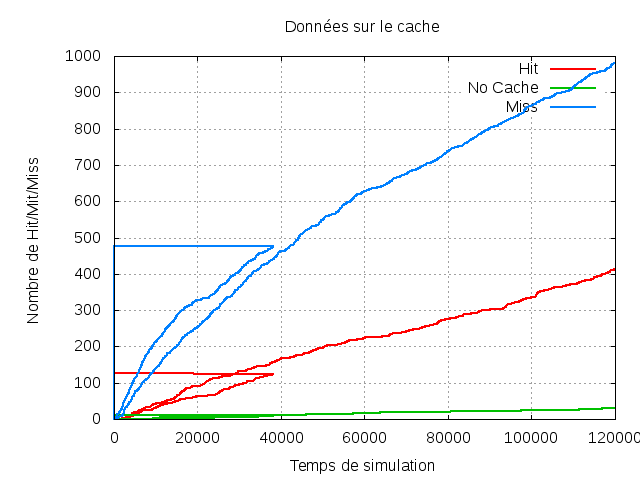 Données sur le cache
Nombre de Hit/Mit/Miss
1000
900
800
700
600
500
400
300
200
100
0
Hit
No Cache
Miss
0 20000 40000 60000 80000 100000 120000
Temps de simulation